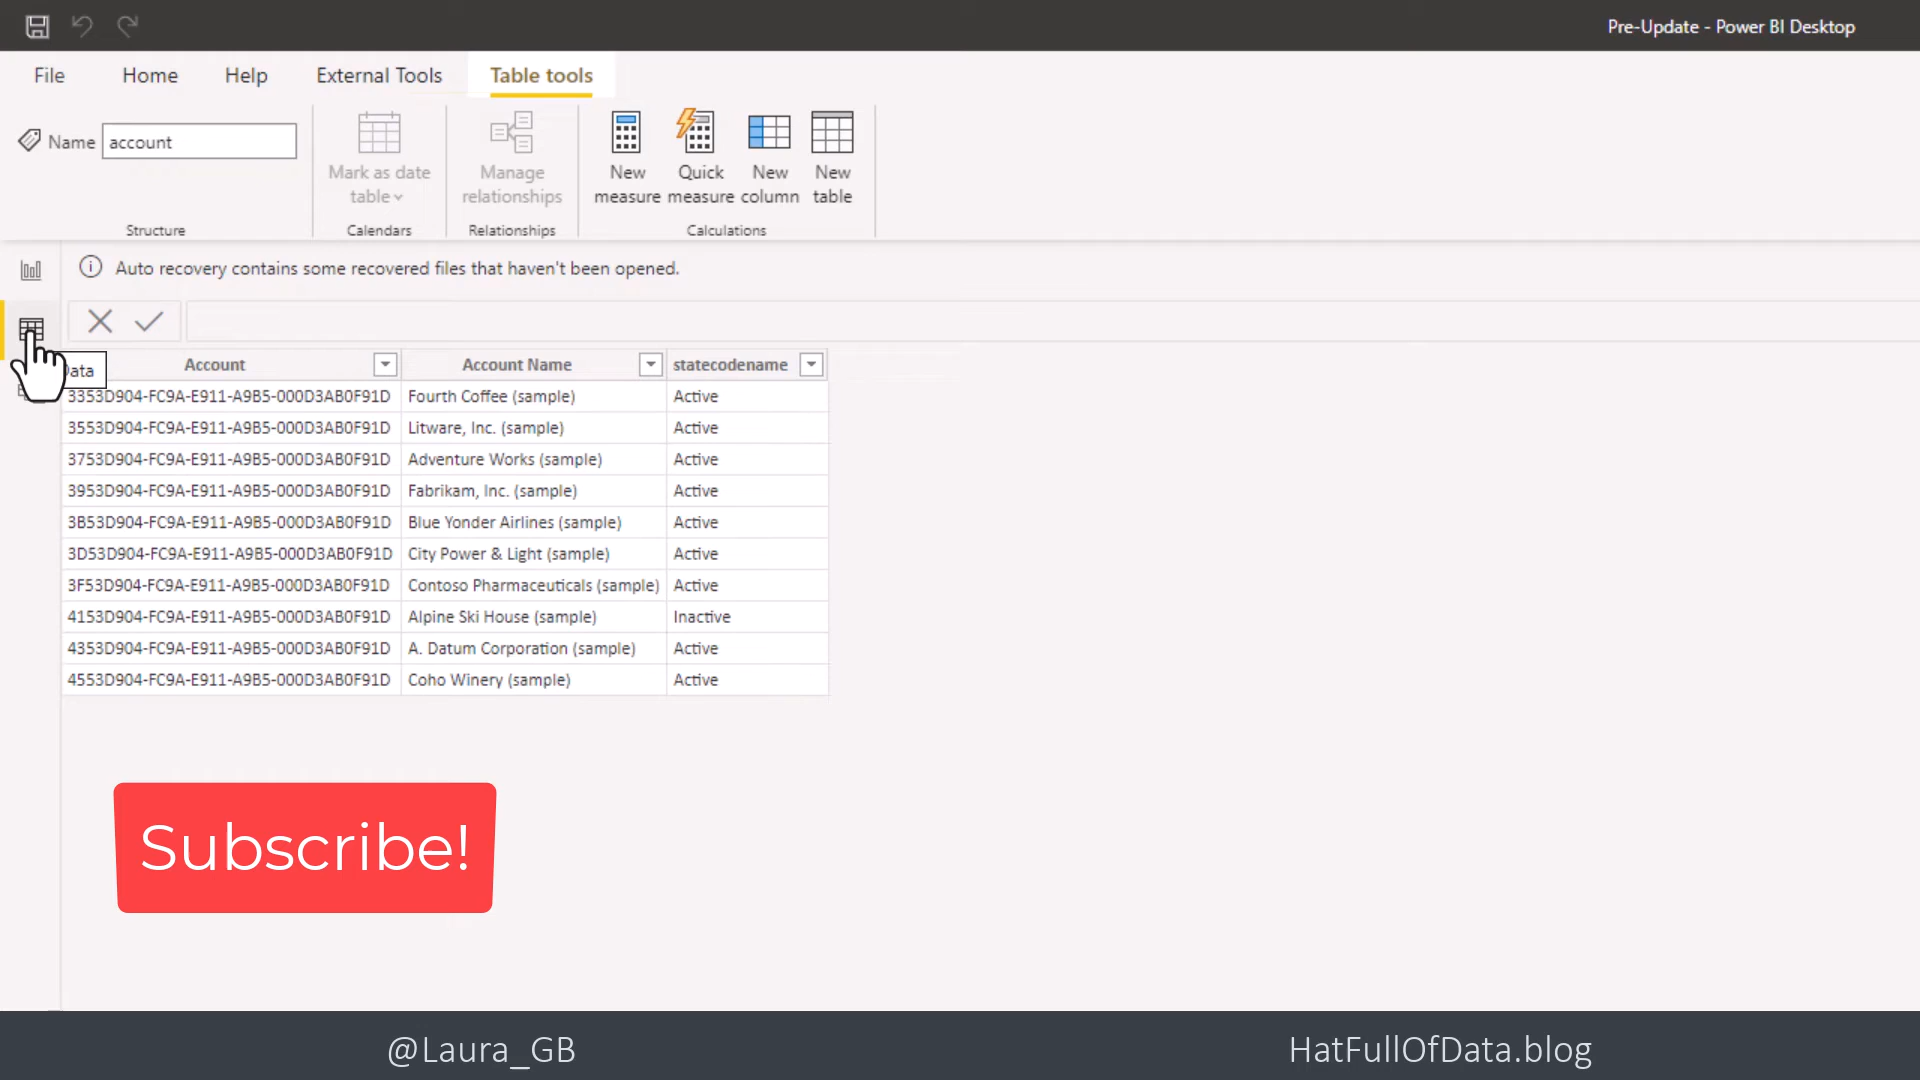 Pre-Update - Power BI Desktop
File Home Help External Tools Table tools
Name account
Mark as date table
Manage relationships
New measure
Quick measure
New column
New table
Structure Calendars Relationships Calculations
Auto recovery contains some recovered files that haven't been opened.
Account Account Name statecodename
3353D904-FC9A-E911-A9B5-000D3AB0F91D Fourth Coffee (sample) Active
3553D904-FC9A-E911-A9B5-000D3AB0F91D Litware, Inc. (sample) Active
3753D904-FC9A-E911-A9B5-000D3AB0F91D Adventure Works (sample) Active
3953D904-FC9A-E911-A9B5-000D3AB0F91D Fabrikam, Inc. (sample) Active
3B53D904-FC9A-E911-A9B5-000D3AB0F91D Blue Yonder Airlines (sample) Active
3D53D904-FC9A-E911-A9B5-000D3AB0F91D City Power & Light (sample) Active
3F53D904-FC9A-E911-A9B5-000D3AB0F91D Contoso Pharmaceuticals (sample) Active
4153D904-FC9A-E911-A9B5-000D3AB0F91D Alpine Ski House (sample) Inactive
4353D904-FC9A-E911-A9B5-000D3AB0F91D A. Datum Corporation (sample) Active
4553D904-FC9A-E911-A9B5-000D3AB0F91D Coho Winery (sample) Active
Subscribe!
@Laura_GB HatFullOfData.blog